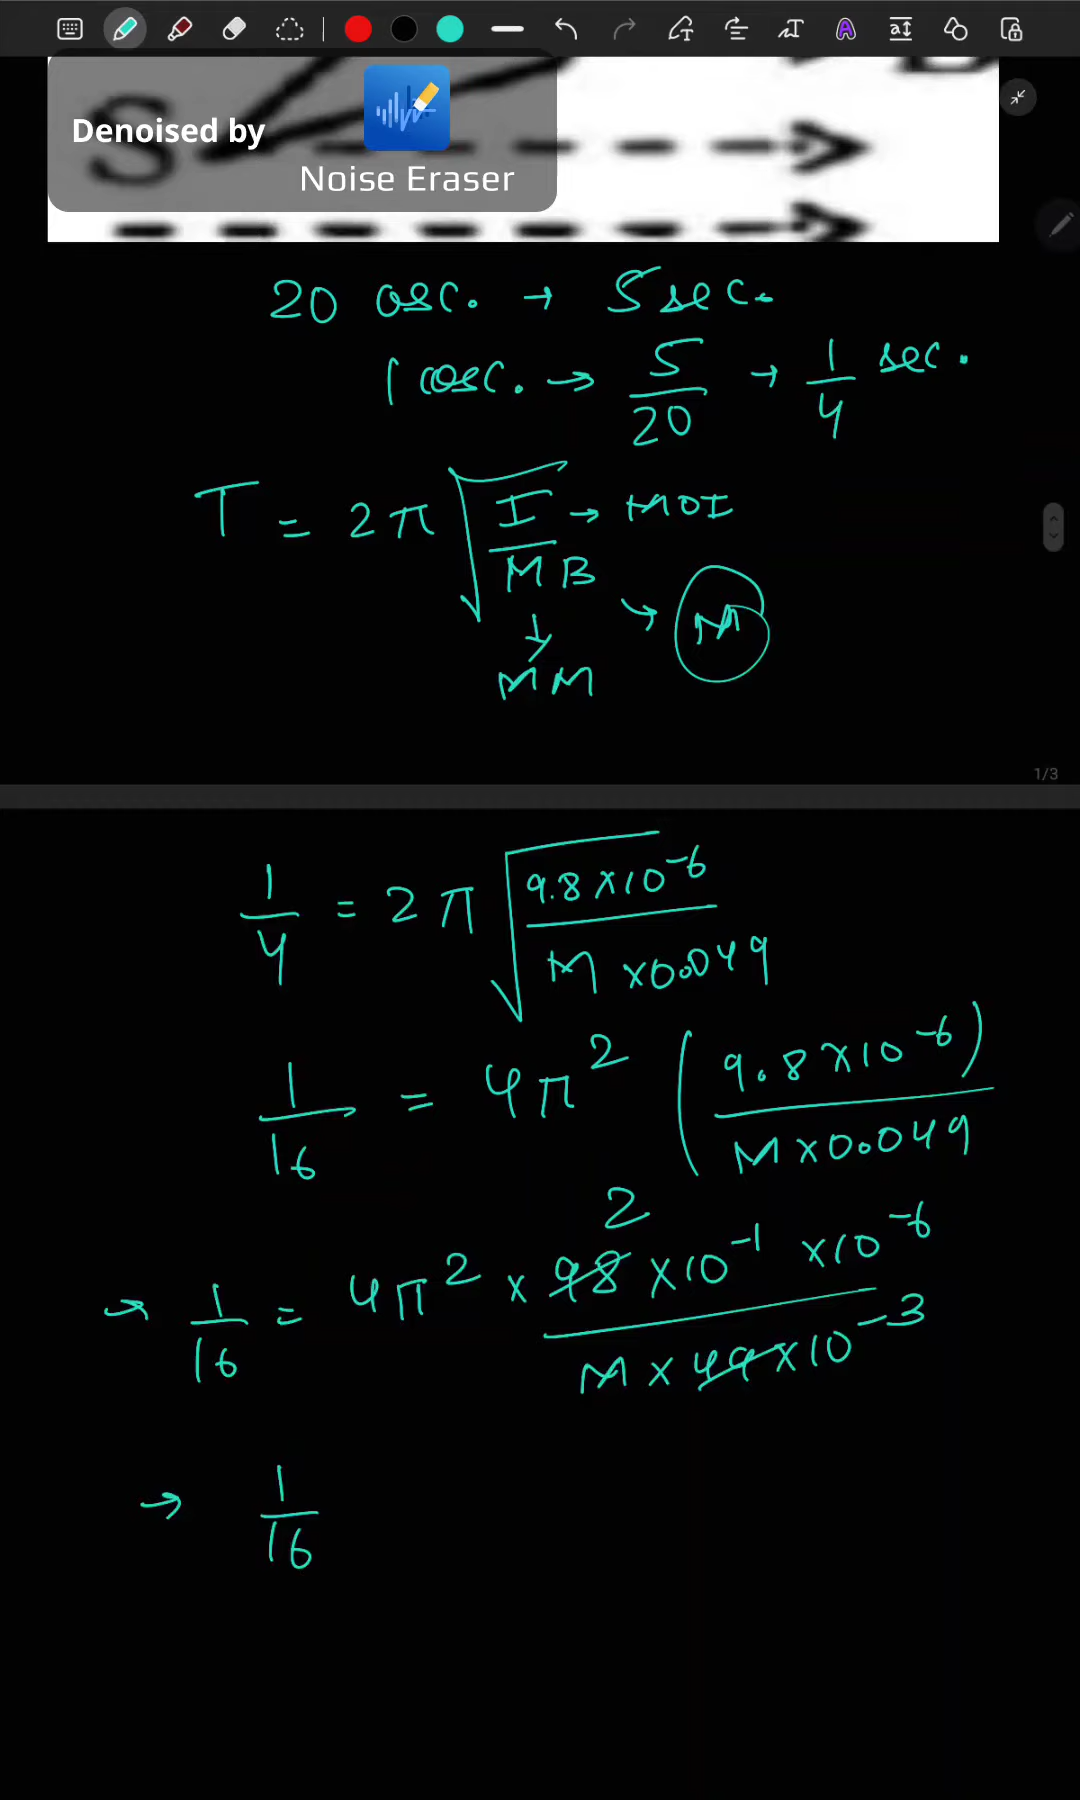 Denoised by
Noise Eraser
S
20 osc. → 5 sec.
1 osc. → 5/20 → 1/4 sec.
T = 2π √(I/MB) → MOI
↓ MM → M
1/3
1/4 = 2π √(9.8×10⁻⁶ / M×0.049)
1/16 = 4π² (9.8×10⁻⁶ / M×0.049)
2
→ 1/16 = 4π² × 98×10⁻¹ ×10⁻⁶ / M×49×10⁻³
→ 1/16